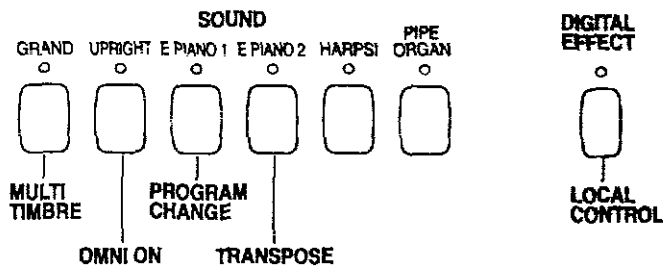 SOUND
DIGITAL
EFFECT
GRAND UPRIGHT E PIANO 1 E PIANO 2 HARPSI PIPE
ORGAN
MULTI
TIMBRE
PROGRAM
CHANGE
LOCAL
CONTROL
OMNI ON TRANSPOSE